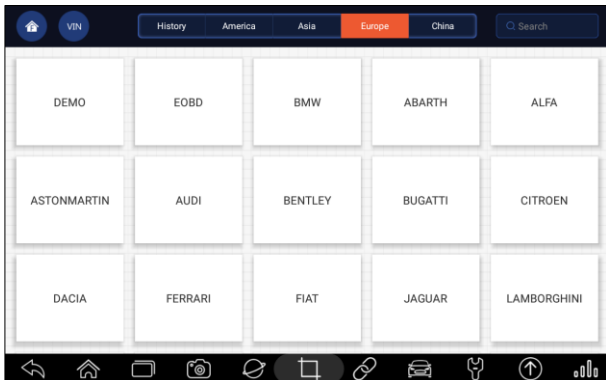 VIN History America Asia Europe China Search
DEMO EOBD BMW ABARTH ALFA
ASTONMARTIN AUDI BENTLEY BUGATTI CITROEN
DACIA FERRARI FIAT JAGUAR LAMBORGHINI